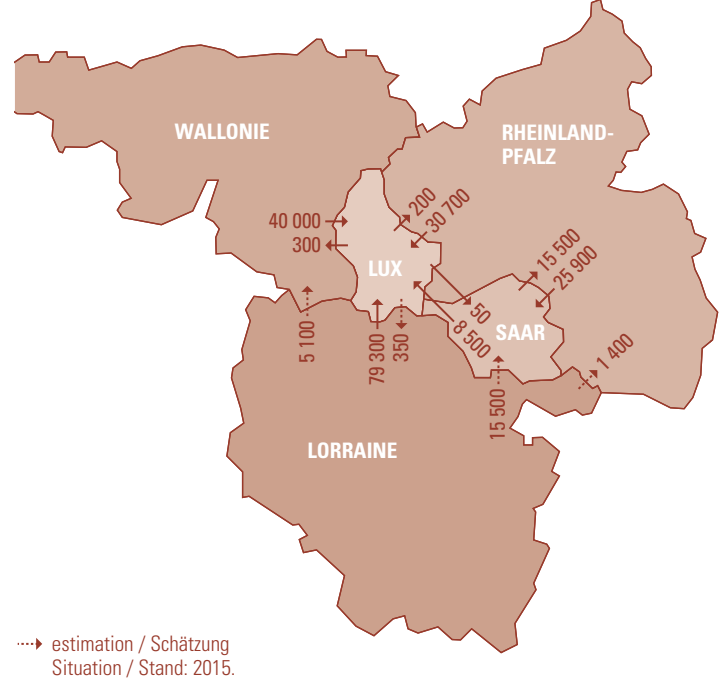 WALLONIE
RHEINLAND-
PFALZ
200
30 700
40 000
300
LUX
15 500
25 900
50
8 500
SAAR
5 100
79 300
350
1 400
15 500
LORRAINE
estimation / Schätzung
Situation / Stand: 2015.